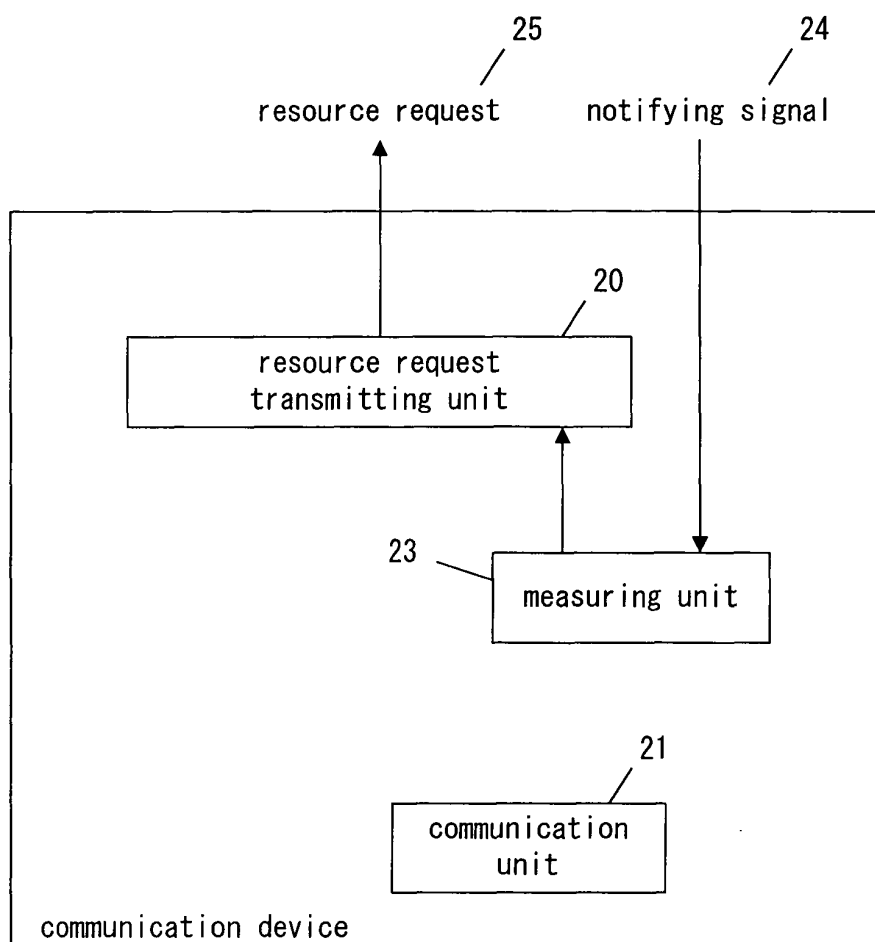 25
24
resource request
notifying signal
20
resource request
transmitting unit
23
measuring unit
21
communication
unit
communication device